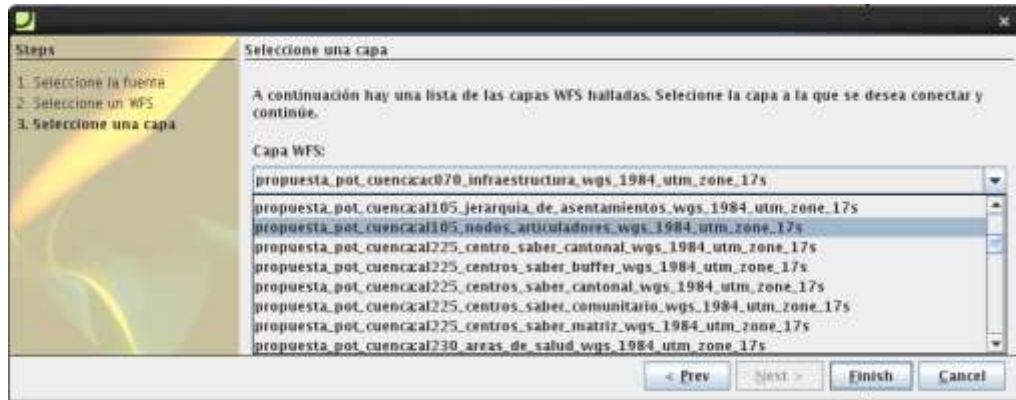 Steps
1. Seleccione la fuente
2. Seleccione un WFS
3. Seleccione una capa
Seleccione una capa
A continuación hay una lista de las capas WFS halladas. Selecione la capa a la que se desea conectar y
continúe.
Capa WFS:
propuesta_pot_cuenca:ac070_infraestructura_wgs_1984_utm_zone_17s
propuesta_pot_cuenca:al105_jerarquia_de_asentamientos_wgs_1984_utm_zone_17s
propuesta_pot_cuenca:al105_nodos_articuladores_wgs_1984_utm_zone_17s
propuesta_pot_cuenca:al225_centro_saber_cantonal_wgs_1984_utm_zone_17s
propuesta_pot_cuenca:al225_centros_saber_buffer_wgs_1984_utm_zone_17s
propuesta_pot_cuenca:al225_centros_saber_cantonal_wgs_1984_utm_zone_17s
propuesta_pot_cuenca:al225_centros_saber_comunitario_wgs_1984_utm_zone_17s
propuesta_pot_cuenca:al225_centros_saber_matriz_wgs_1984_utm_zone_17s
propuesta_pot_cuenca:al230_areas_de_salud_wgs_1984_utm_zone_17s
< Prev
Next >
Finish
Cancel